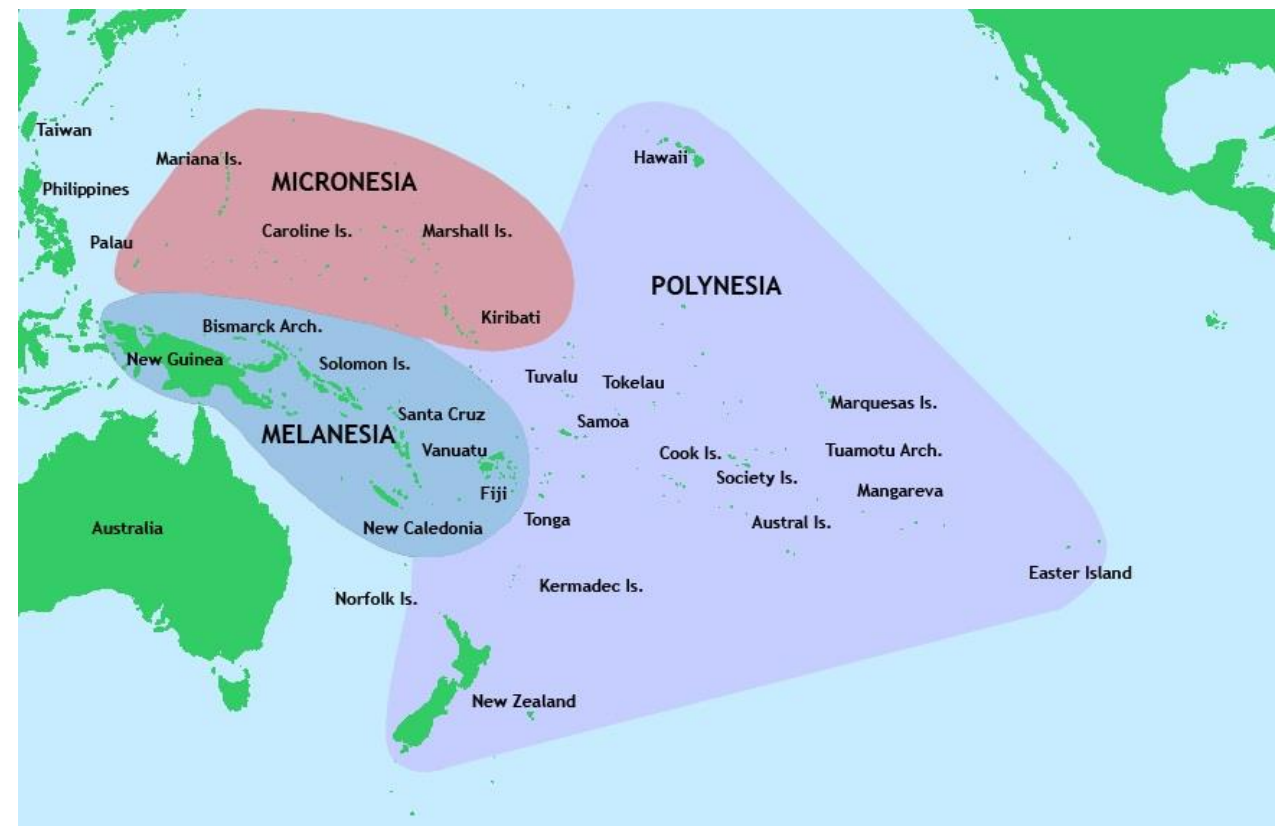 Taiwan
Mariana Is.
Hawaii
MICRONESIA
Philippines
Caroline Is.
Marshall Is.
Palau
POLYNESIA
Kiribati
Bismarck Arch.
New Guinea
Solomon Is.
Tuvalu
Tokelau
Marquesas Is.
Santa Cruz
Samoa
MELANESIA
Vanuatu
Cook Is.
Tuamotu Arch.
Society Is.
Fiji
Mangareva
Tonga
Austral Is.
Australia
New Caledonia
Easter Island
Kermadec Is.
Norfolk Is.
New Zealand